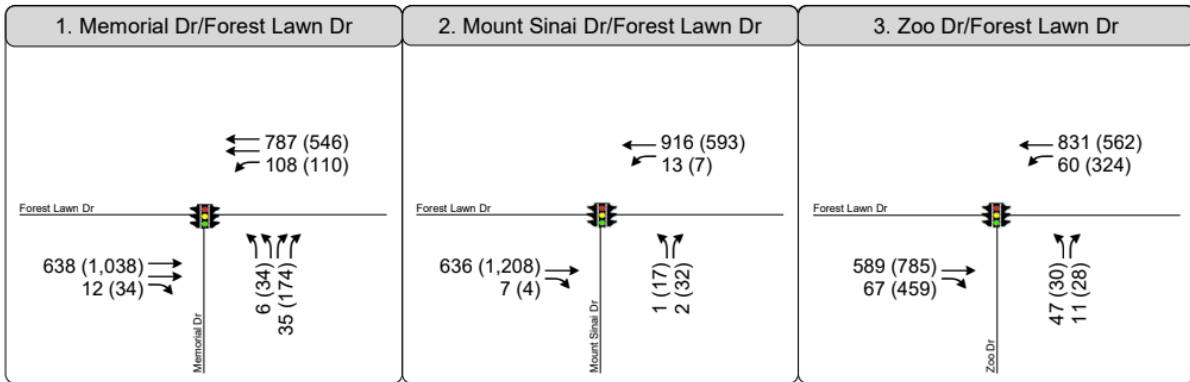 1. Memorial Dr/Forest Lawn Dr
787 (546)
108 (110)
Forest Lawn Dr
638 (1,038)
12 (34)
6 (34)
35 (174)
Memorial Dr
2. Mount Sinai Dr/Forest Lawn Dr
916 (593)
13 (7)
Forest Lawn Dr
636 (1,208)
7 (4)
1 (17)
2 (32)
Mount Sinai Dr
3. Zoo Dr/Forest Lawn Dr
831 (562)
60 (324)
Forest Lawn Dr
589 (785)
67 (459)
47 (30)
11 (28)
Zoo Dr